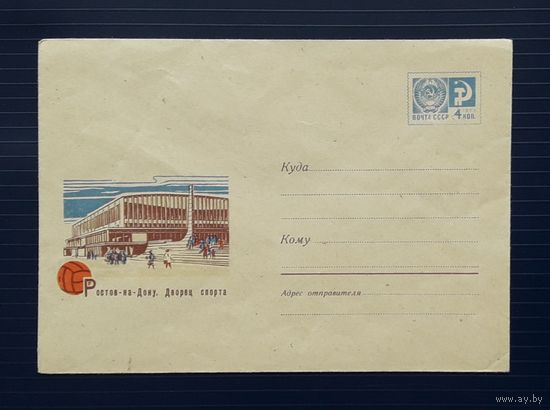 ПОЧТА СССР
4 КОП.
Куда
Кому
Адрес отправителя
Ростов-на-Дону. Дворец спорта
www.ay.by